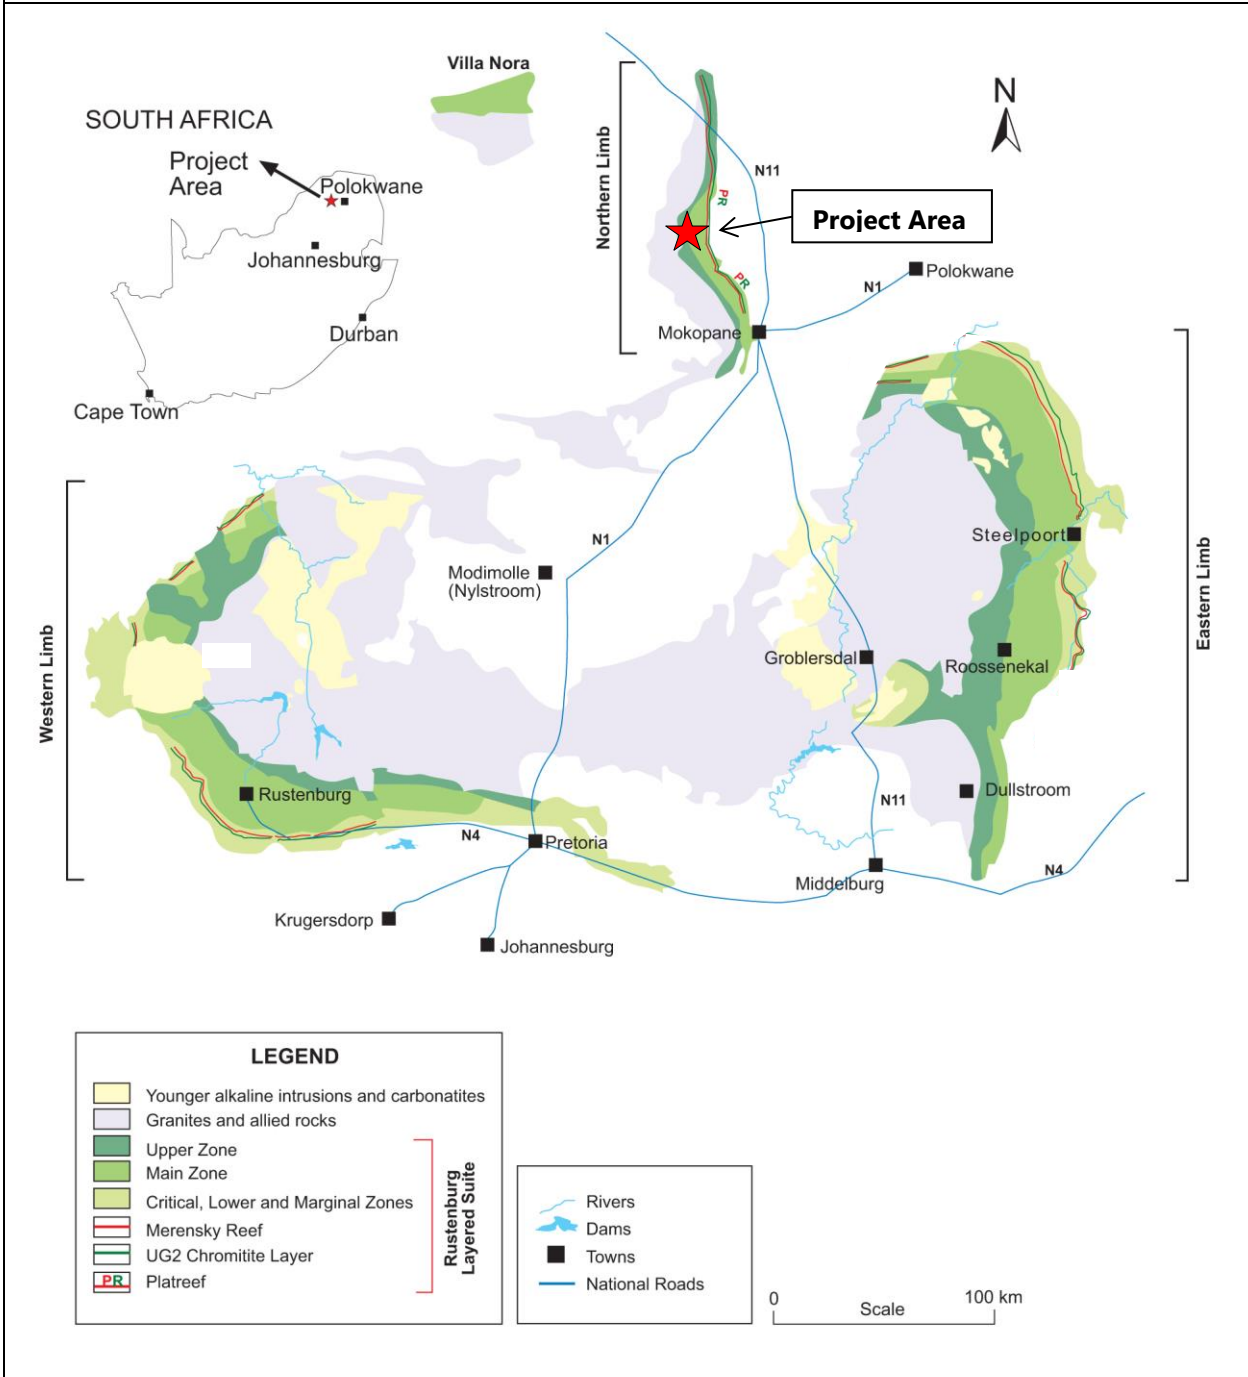 Villa Nora
SOUTH AFRICA
Project
Area
Polokwane
Johannesburg
Durban
Cape Town
Northern Limb
N11
PR
Project Area
PR
N
N1
Polokwane
Mokopane
Western Limb
N1
Modimolle
(Nylstroom)
Steelpoort
Eastern Limb
Groblersdal
Roossenekal
Rustenburg
Dullstroom
N11
N4
Pretoria
Middelburg
N4
Krugersdorp
Johannesburg
LEGEND
Younger alkaline intrusions and carbonatites
Granites and allied rocks
Upper Zone
Main Zone
Critical, Lower and Marginal Zones
Merensky Reef
UG2 Chromitite Layer
PR Platreef
Rustenburg
Layered Suite
Rivers
Dams
Towns
National Roads
0 100 km
Scale